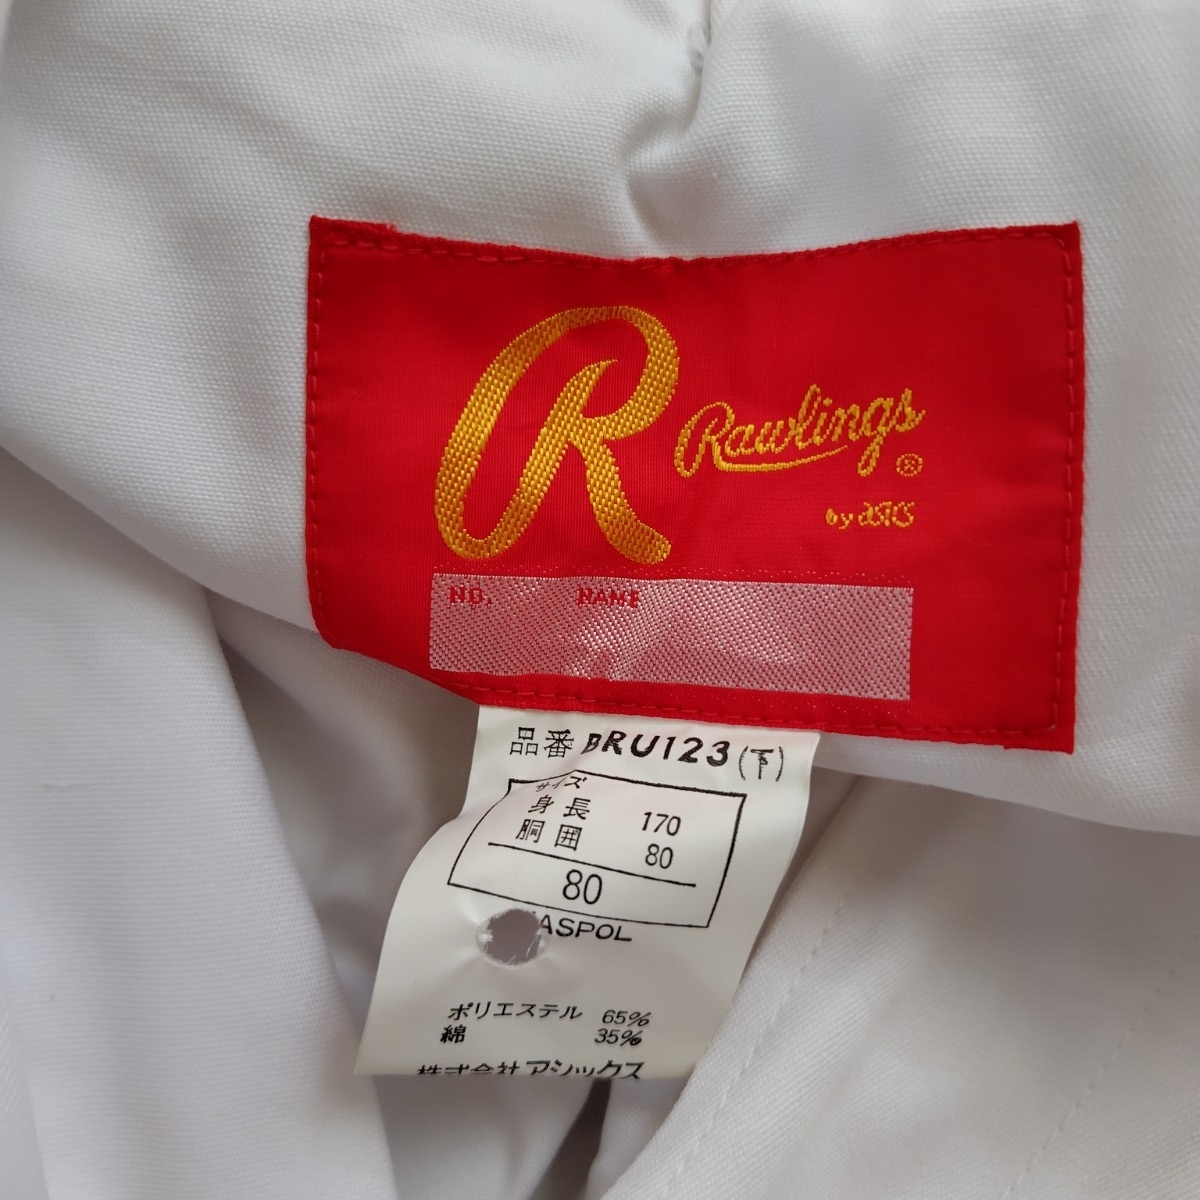 R
Rawlings®
by asics
NO. NAME
品番 BRU123(下)
サイズ
身長 170
胴囲 80
80
ASPOL
ポリエステル 65%
綿 35%
株式会社アシックス